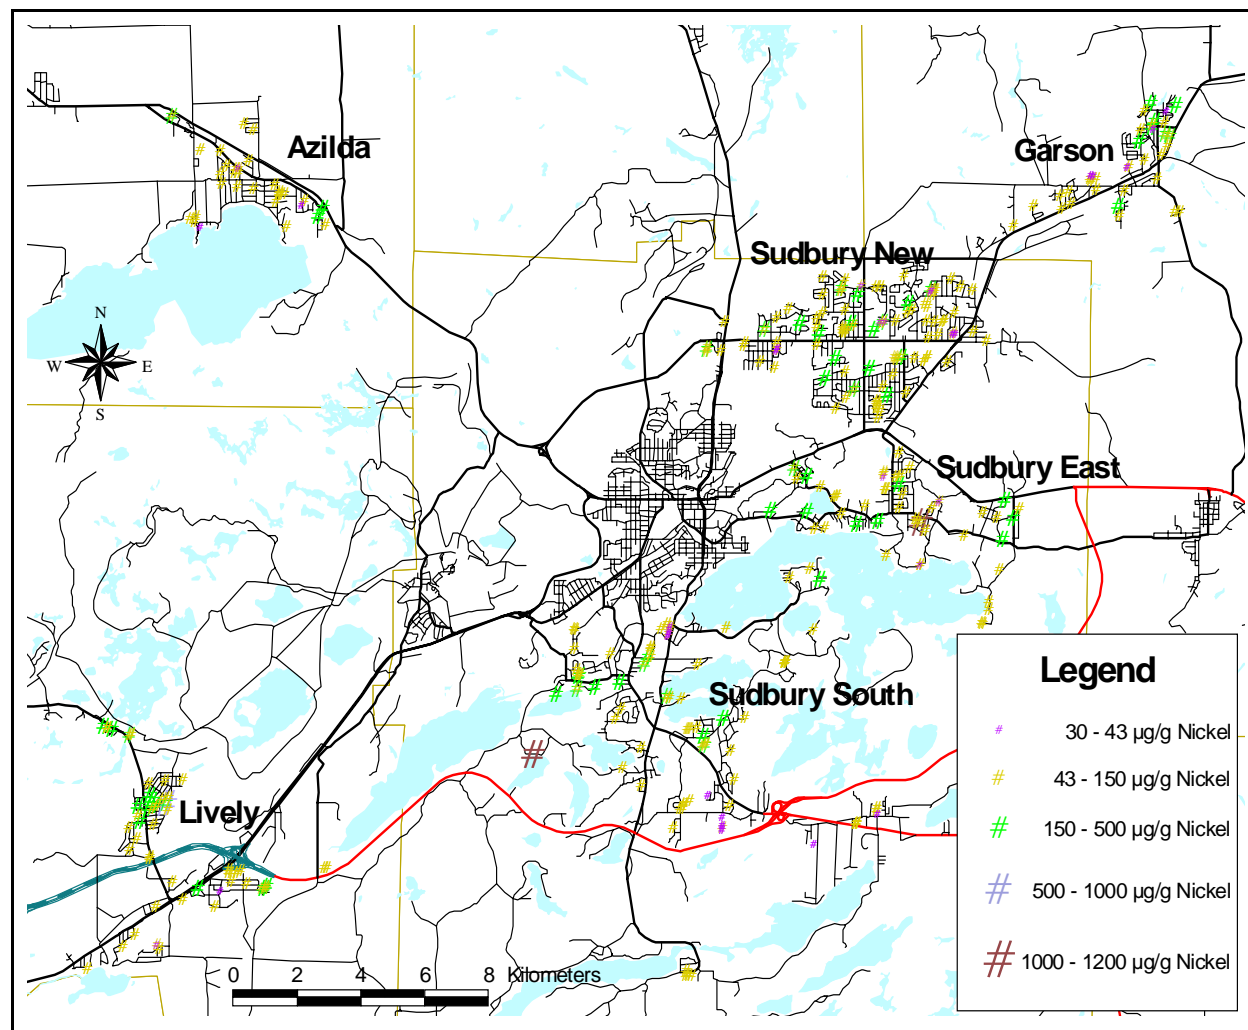 Azilda
Garson
Sudbury New
N
W E
S
Sudbury East
Sudbury South
Lively
Legend
# 30 - 43 µg/g Nickel
# 43 - 150 µg/g Nickel
# 150 - 500 µg/g Nickel
# 500 - 1000 µg/g Nickel
# 1000 - 1200 µg/g Nickel
0 2 4 6 8 Kilometers